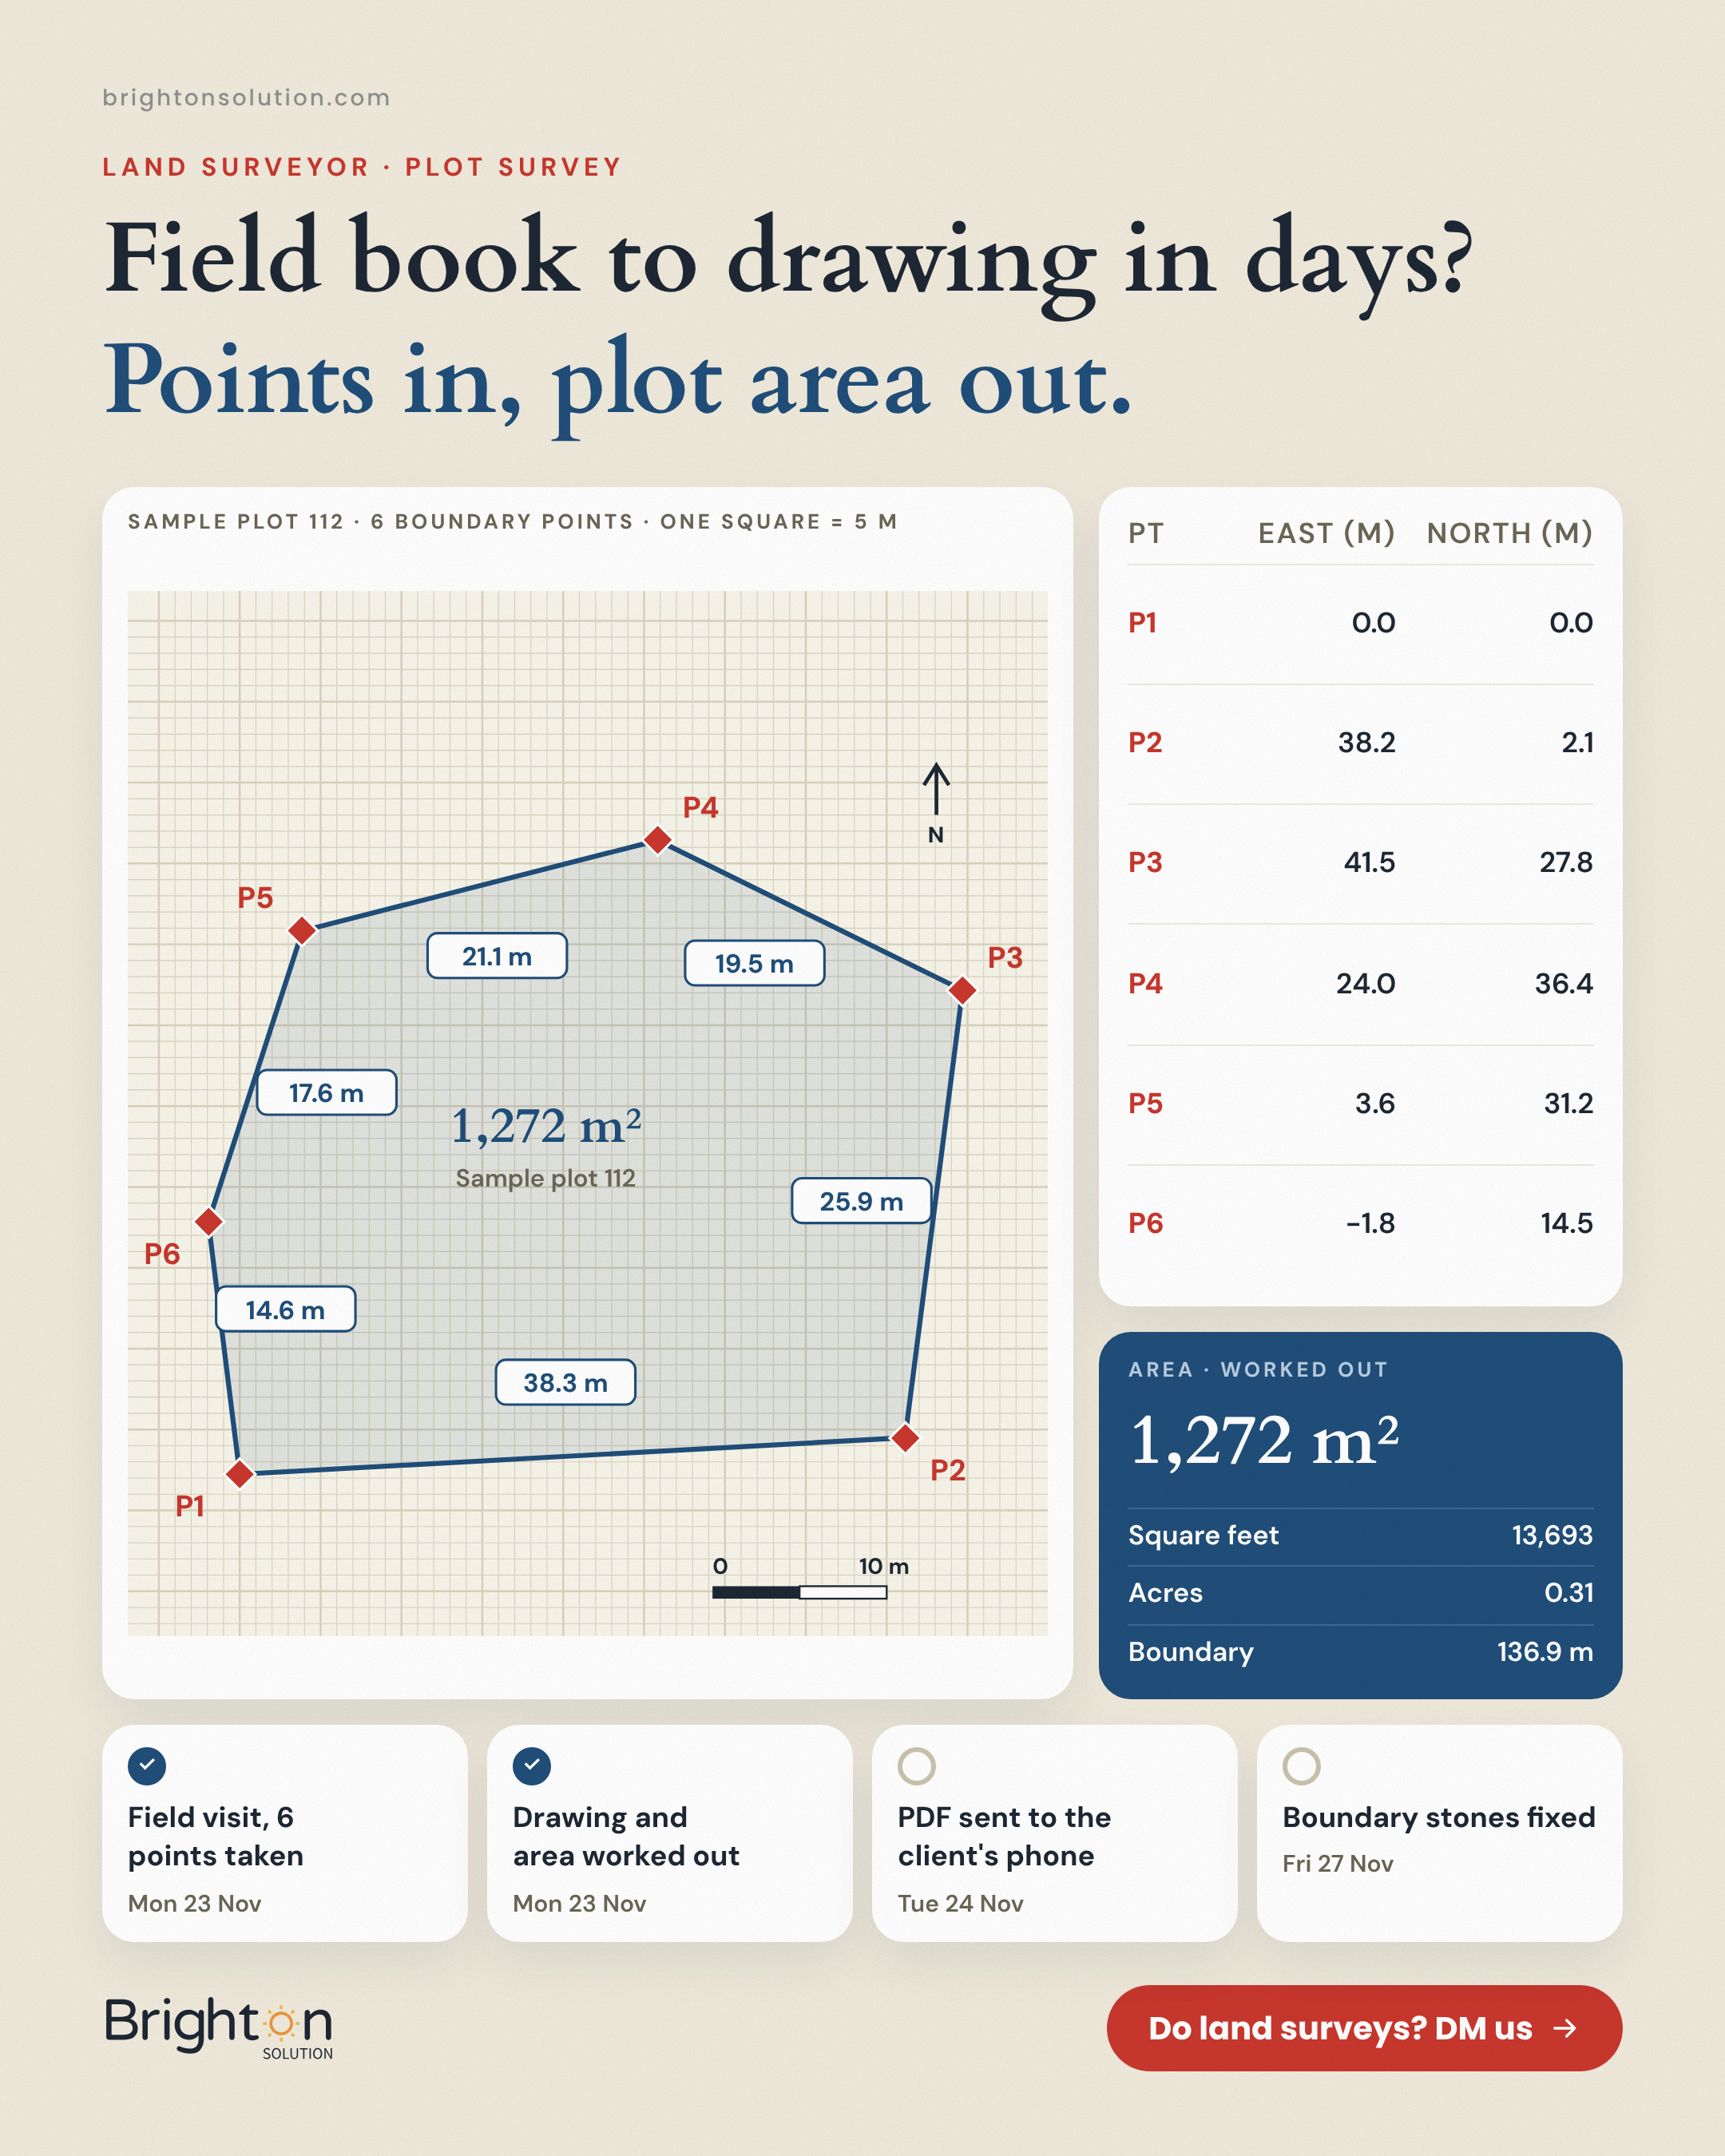 brightonsolution.com
LAND SURVEYOR · PLOT SURVEY
Field book to drawing in days?
Points in, plot area out.
SAMPLE PLOT 112 · 6 BOUNDARY POINTS · ONE SQUARE = 5 M
P4
N
P5
21.1 m
19.5 m
P3
17.6 m
1,272 m²
Sample plot 112
25.9 m
P6
14.6 m
38.3 m
P2
P1
0 10 m
PT EAST (M) NORTH (M)
P1 0.0 0.0
P2 38.2 2.1
P3 41.5 27.8
P4 24.0 36.4
P5 3.6 31.2
P6 -1.8 14.5
AREA · WORKED OUT
1,272 m²
Square feet 13,693
Acres 0.31
Boundary 136.9 m
Field visit, 6
points taken
Mon 23 Nov
Drawing and
area worked out
Mon 23 Nov
PDF sent to the
client's phone
Tue 24 Nov
Boundary stones fixed
Fri 27 Nov
Brighton
SOLUTION
Do land surveys? DM us →